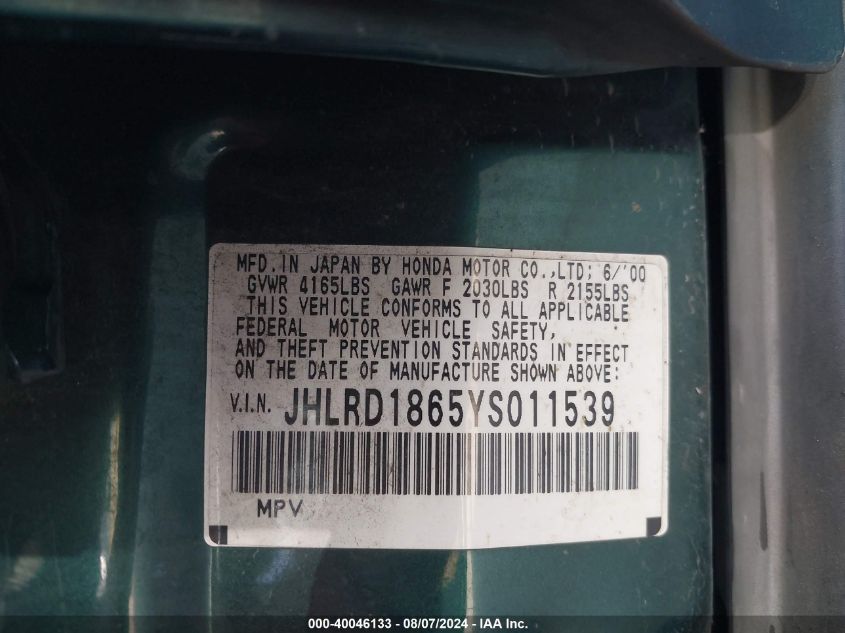 MFD. IN JAPAN BY HONDA MOTOR CO.,LTD; 6/'00
GVWR 4165LBS GAWR F 2030LBS R 2155LBS
THIS VEHICLE CONFORMS TO ALL APPLICABLE
FEDERAL MOTOR VEHICLE SAFETY,
AND THEFT PREVENTION STANDARDS IN EFFECT
ON THE DATE OF MANUFACTURE SHOWN ABOVE:
V.I.N. JHLRD1865YS011539
MPV
000-40046133 - 08/07/2024 - IAA Inc.